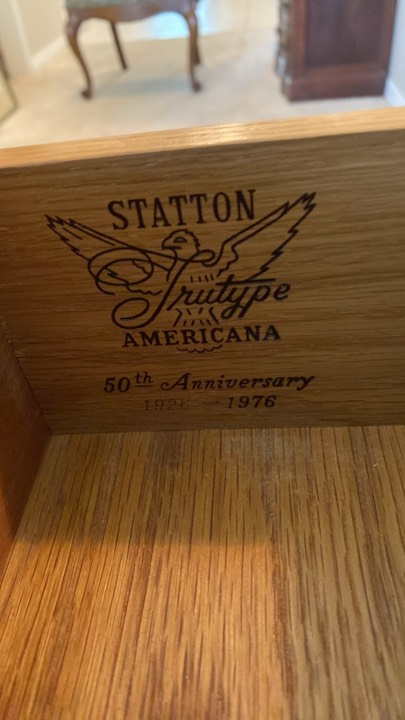 STATTON
Trutype
AMERICANA
50th Anniversary
1926 — 1976